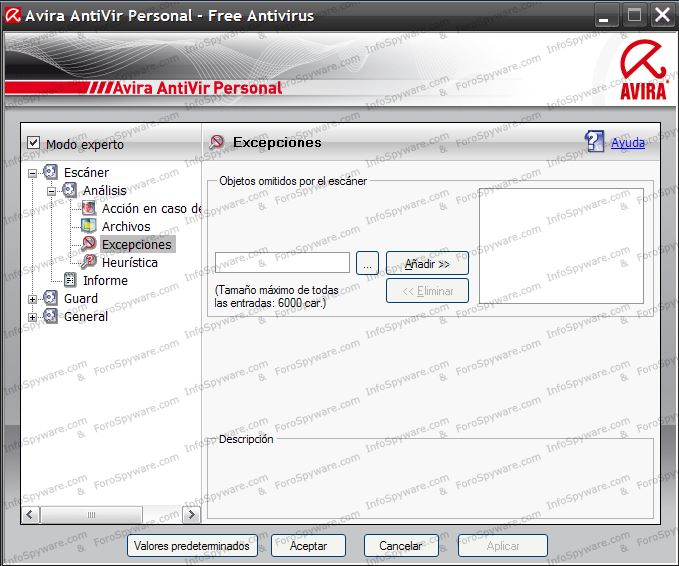 Avira AntiVir Personal - Free Antivirus
Avira AntiVir Personal
AVIRA
Modo experto
Excepciones
Ayuda
Escáner
Análisis
Acción en caso de
Archivos
Excepciones
Heurística
Informe
Guard
General
Objetos omitidos por el escáner
...
Añadir >>
<< Eliminar
(Tamaño máximo de todas
las entradas: 6000 car.)
Descripción
Valores predeterminados
Aceptar
Cancelar
Aplicar
InfoSpyware.com & ForoSpyware.com